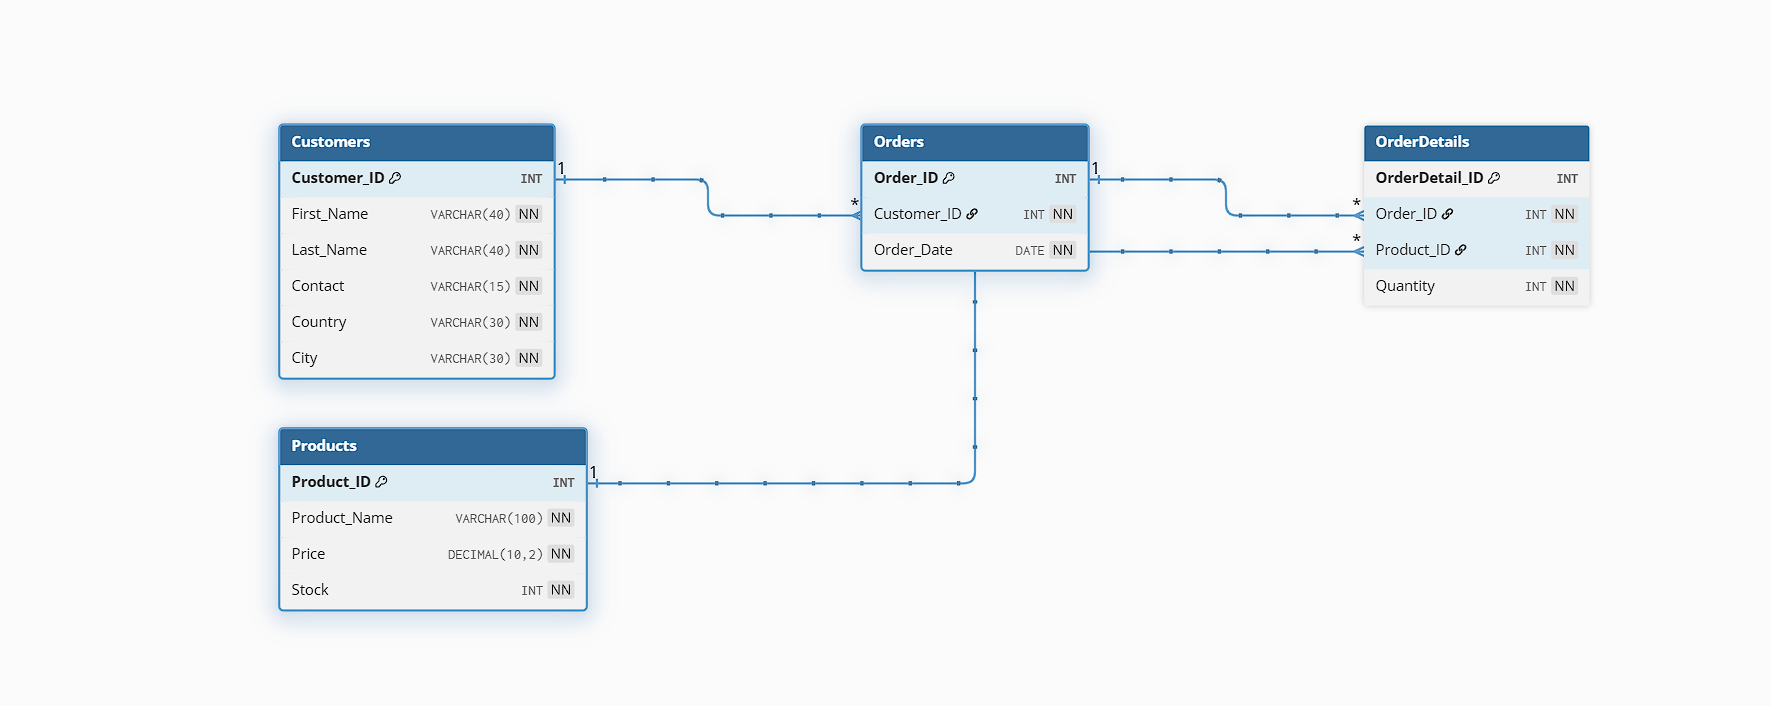 Customers
Customer_ID INT
First_Name VARCHAR(40) NN
Last_Name VARCHAR(40) NN
Contact VARCHAR(15) NN
Country VARCHAR(30) NN
City VARCHAR(30) NN
1
*
Orders
Order_ID INT
Customer_ID INT NN
Order_Date DATE NN
1
*
*
OrderDetails
OrderDetail_ID INT
Order_ID INT NN
Product_ID INT NN
Quantity INT NN
Products
Product_ID INT
Product_Name VARCHAR(100) NN
Price DECIMAL(10,2) NN
Stock INT NN
1